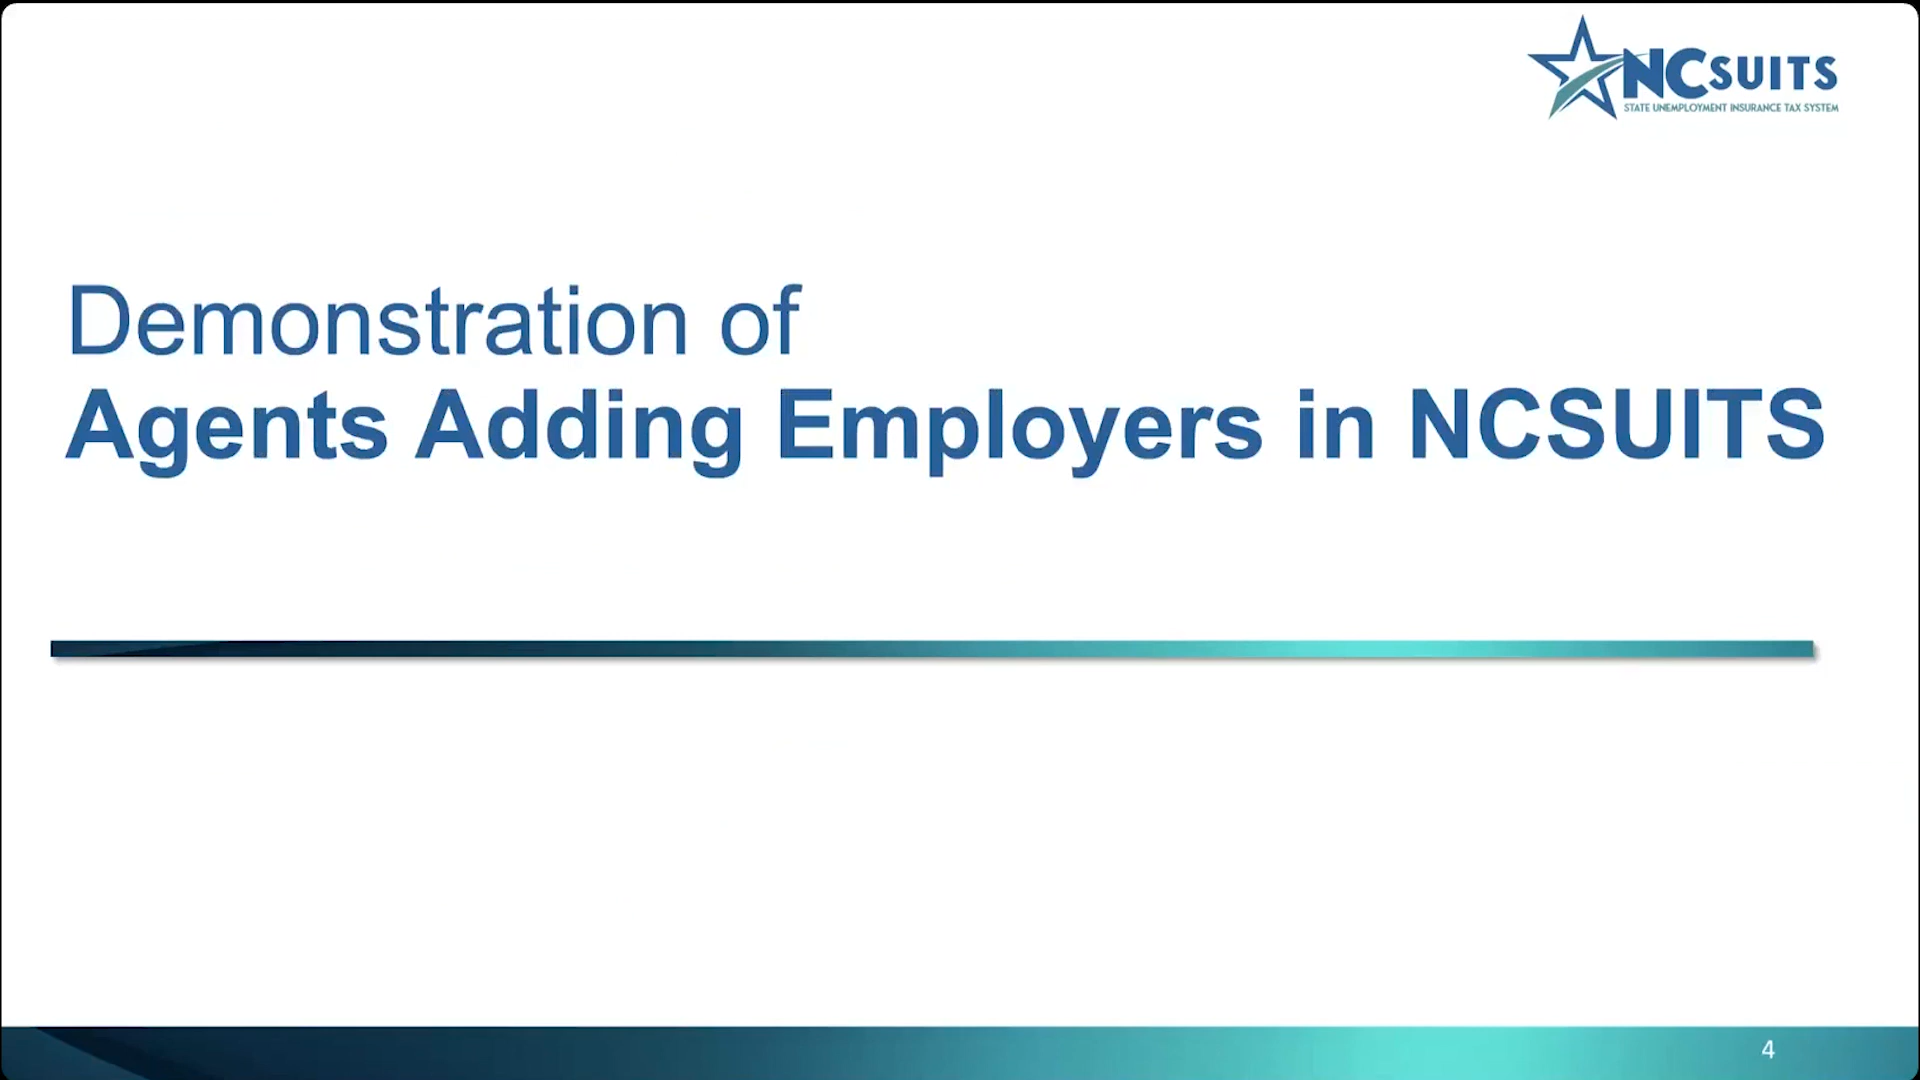 NCSUITS
STATE UNEMPLOYMENT INSURANCE TAX SYSTEM
Demonstration of
Agents Adding Employers in NCSUITS
4